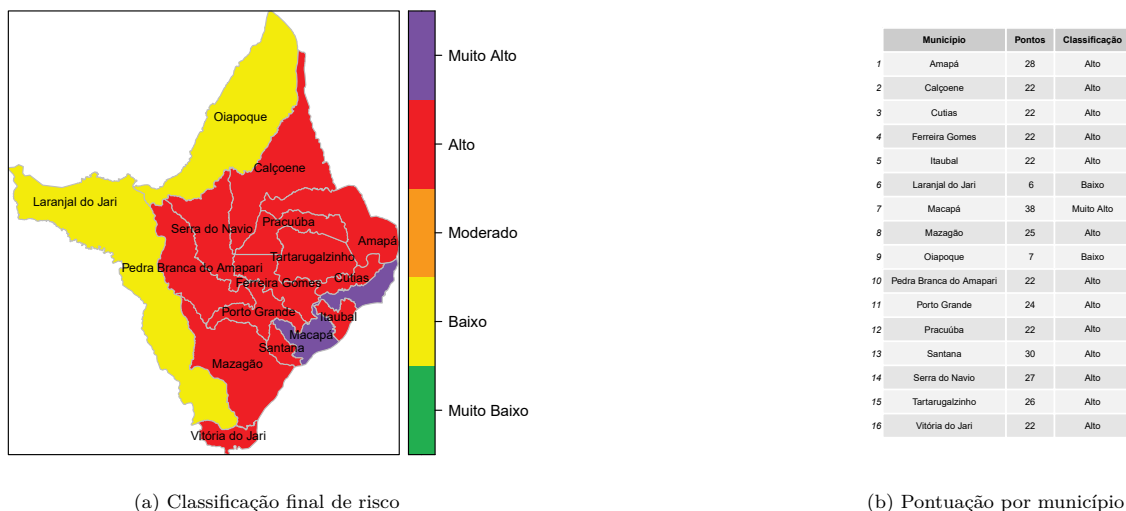 Oiapoque
Calçoene
Laranjal do Jari
Pracuúba
Serra do Navio
Amapá
Tartarugalzinho
Pedra Branca do Amapari
Cutias
Ferreira Gomes
Porto Grande
Itaubal
Macapá
Santana
Mazagão
Vitória do Jari
Muito Alto
Alto
Moderado
Baixo
Muito Baixo
(a) Classificação final de risco
Município Pontos Classificação
1 Amapá 28 Alto
2 Calçoene 22 Alto
3 Cutias 22 Alto
4 Ferreira Gomes 22 Alto
5 Itaubal 22 Alto
6 Laranjal do Jari 6 Baixo
7 Macapá 38 Muito Alto
8 Mazagão 25 Alto
9 Oiapoque 7 Baixo
10 Pedra Branca do Amapari 22 Alto
11 Porto Grande 24 Alto
12 Pracuúba 22 Alto
13 Santana 30 Alto
14 Serra do Navio 27 Alto
15 Tartarugalzinho 26 Alto
16 Vitória do Jari 22 Alto
(b) Pontuação por município